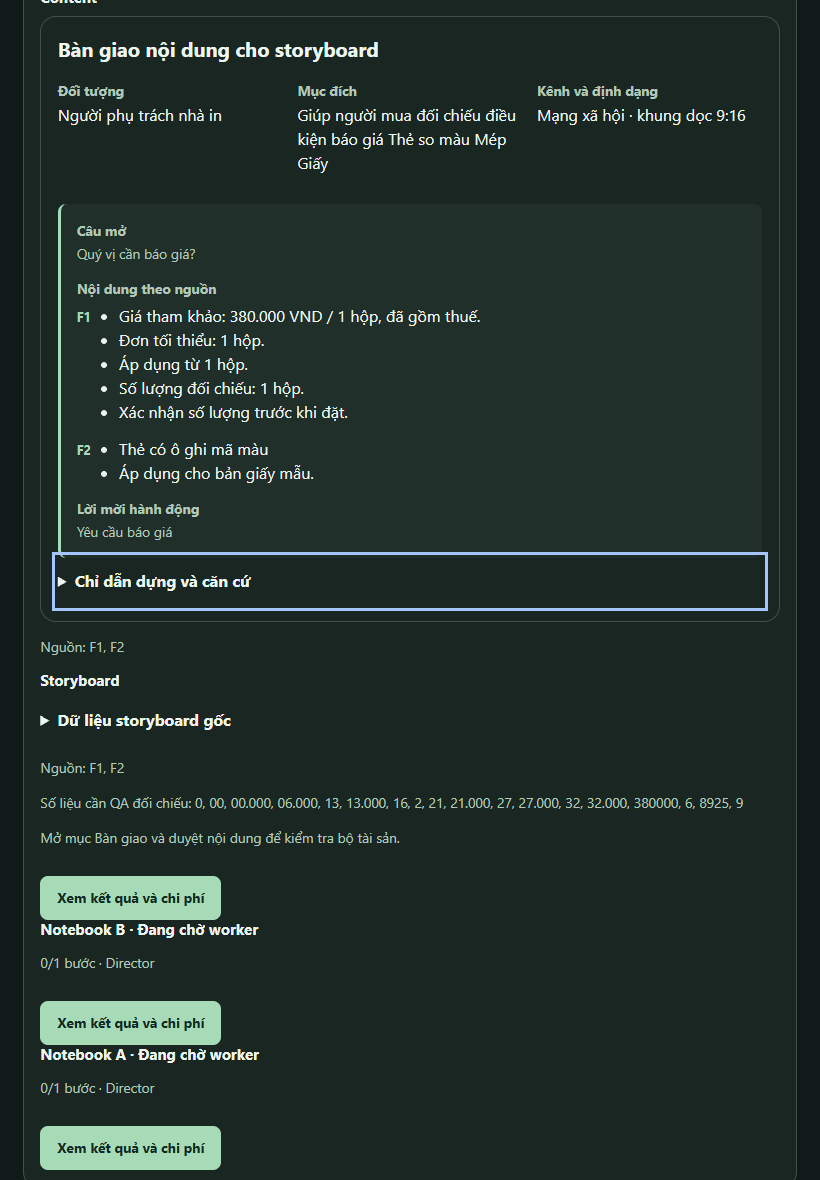 Content
Bàn giao nội dung cho storyboard
Đối tượng
Người phụ trách nhà in
Mục đích
Giúp người mua đối chiếu điều
kiện báo giá Thẻ so màu Mép
Giấy
Kênh và định dạng
Mạng xã hội · khung dọc 9:16
Câu mở
Quý vị cần báo giá?
Nội dung theo nguồn
F1 • Giá tham khảo: 380.000 VND / 1 hộp, đã gồm thuế.
• Đơn tối thiểu: 1 hộp.
• Áp dụng từ 1 hộp.
• Số lượng đối chiếu: 1 hộp.
• Xác nhận số lượng trước khi đặt.
F2 • Thẻ có ô ghi mã màu
• Áp dụng cho bản giấy mẫu.
Lời mời hành động
Yêu cầu báo giá
Chỉ dẫn dựng và căn cứ
Nguồn: F1, F2
Storyboard
Dữ liệu storyboard gốc
Nguồn: F1, F2
Số liệu cần QA đối chiếu: 0, 00, 00.000, 06.000, 13, 13.000, 16, 2, 21, 21.000, 27, 27.000, 32, 32.000, 380000, 6, 8925, 9
Mở mục Bàn giao và duyệt nội dung để kiểm tra bộ tài sản.
Xem kết quả và chi phí
Notebook B · Đang chờ worker
0/1 bước · Director
Xem kết quả và chi phí
Notebook A · Đang chờ worker
0/1 bước · Director
Xem kết quả và chi phí